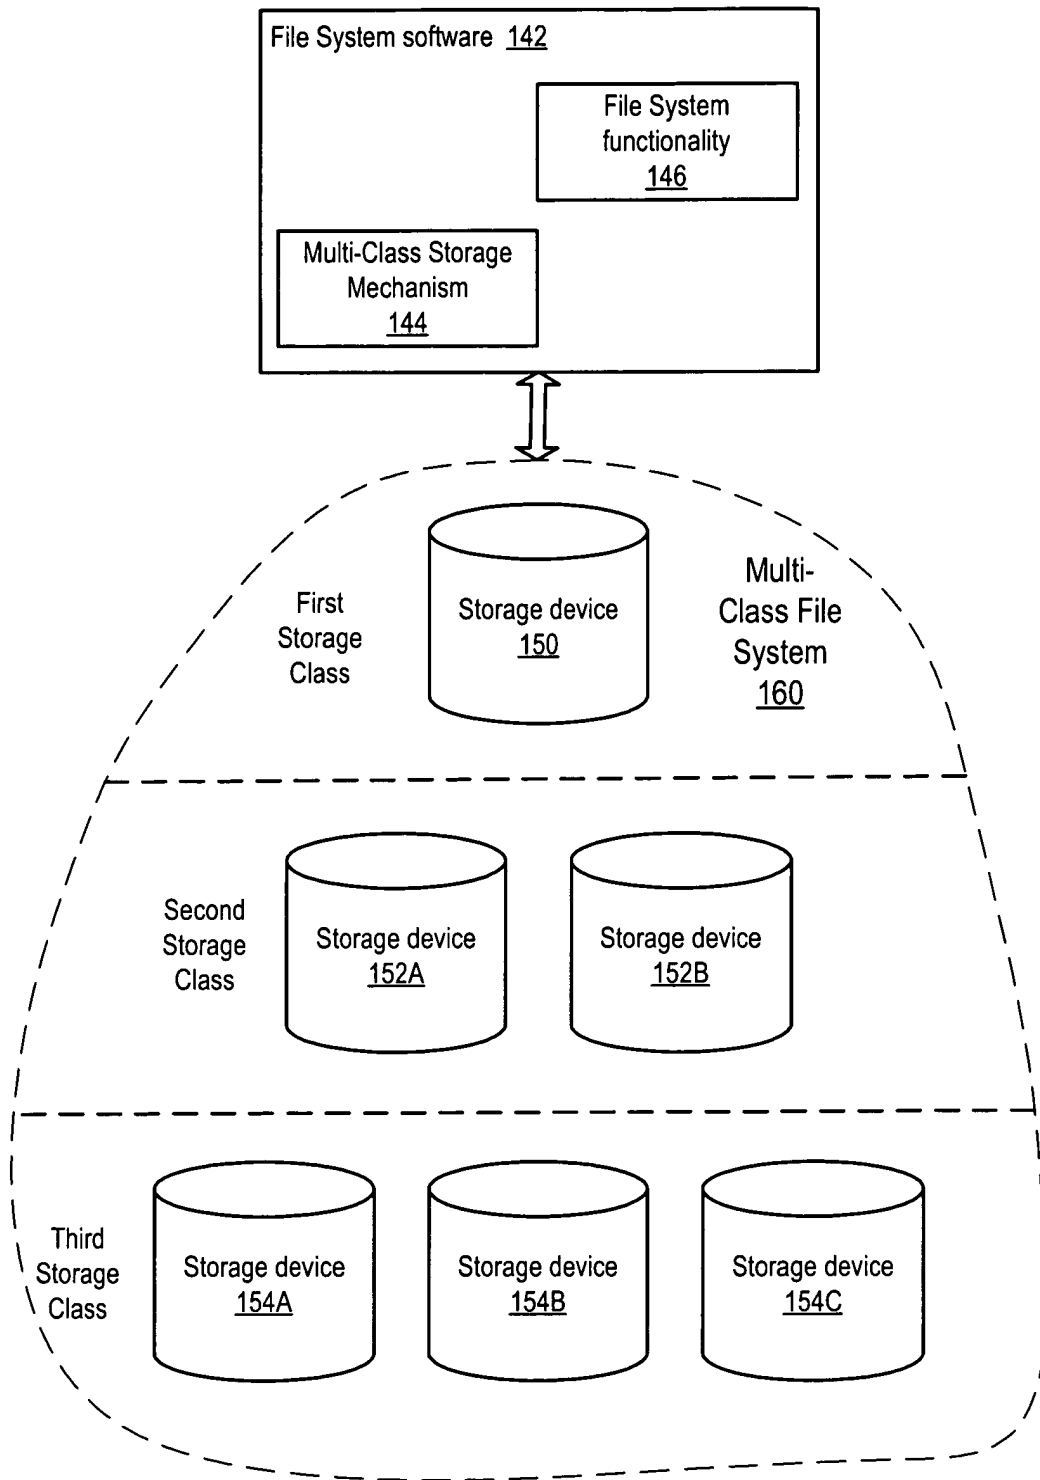 File System software 142
File System
functionality
146
Multi-Class Storage
Mechanism
144
First
Storage
Class
Storage device
150
Multi-
Class File
System
160
Second
Storage
Class
Storage device
152A
Storage device
152B
Third
Storage
Class
Storage device
154A
Storage device
154B
Storage device
154C